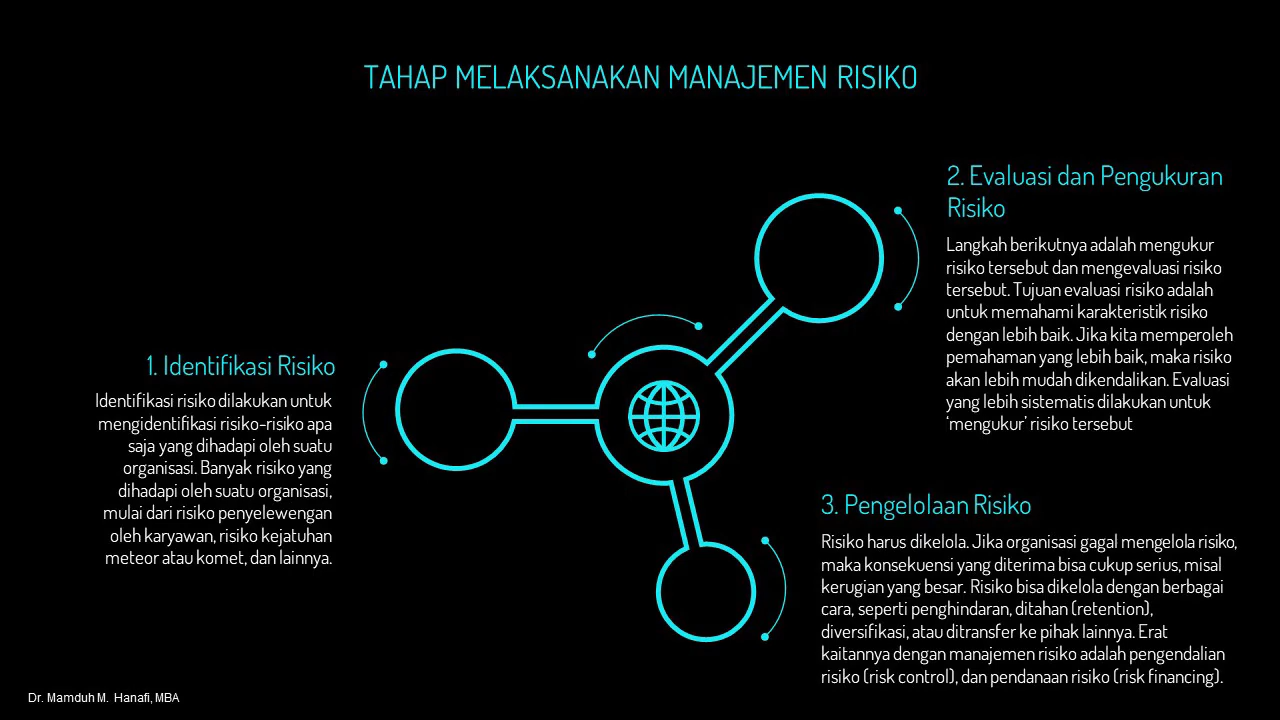 TAHAP MELAKSANAKAN MANAJEMEN RISIKO
1. Identifikasi Risiko
Identifikasi risiko dilakukan untuk
mengidentifikasi risiko-risiko apa
saja yang dihadapi oleh suatu
organisasi. Banyak risiko yang
dihadapi oleh suatu organisasi,
mulai dari risiko penyelewengan
oleh karyawan, risiko kejatuhan
meteor atau komet, dan lainnya.
2. Evaluasi dan Pengukuran
Risiko
Langkah berikutnya adalah mengukur
risiko tersebut dan mengevaluasi risiko
tersebut. Tujuan evaluasi risiko adalah
untuk memahami karakteristik risiko
dengan lebih baik. Jika kita memperoleh
pemahaman yang lebih baik, maka risiko
akan lebih mudah dikendalikan. Evaluasi
yang lebih sistematis dilakukan untuk
‘mengukur’ risiko tersebut
3. Pengelolaan Risiko
Risiko harus dikelola. Jika organisasi gagal mengelola risiko,
maka konsekuensi yang diterima bisa cukup serius, misal
kerugian yang besar. Risiko bisa dikelola dengan berbagai
cara, seperti penghindaran, ditahan (retention),
diversifikasi, atau ditransfer ke pihak lainnya. Erat
kaitannya dengan manajemen risiko adalah pengendalian
risiko (risk control), dan pendanaan risiko (risk financing).
Dr. Mamduh M. Hanafi, MBA